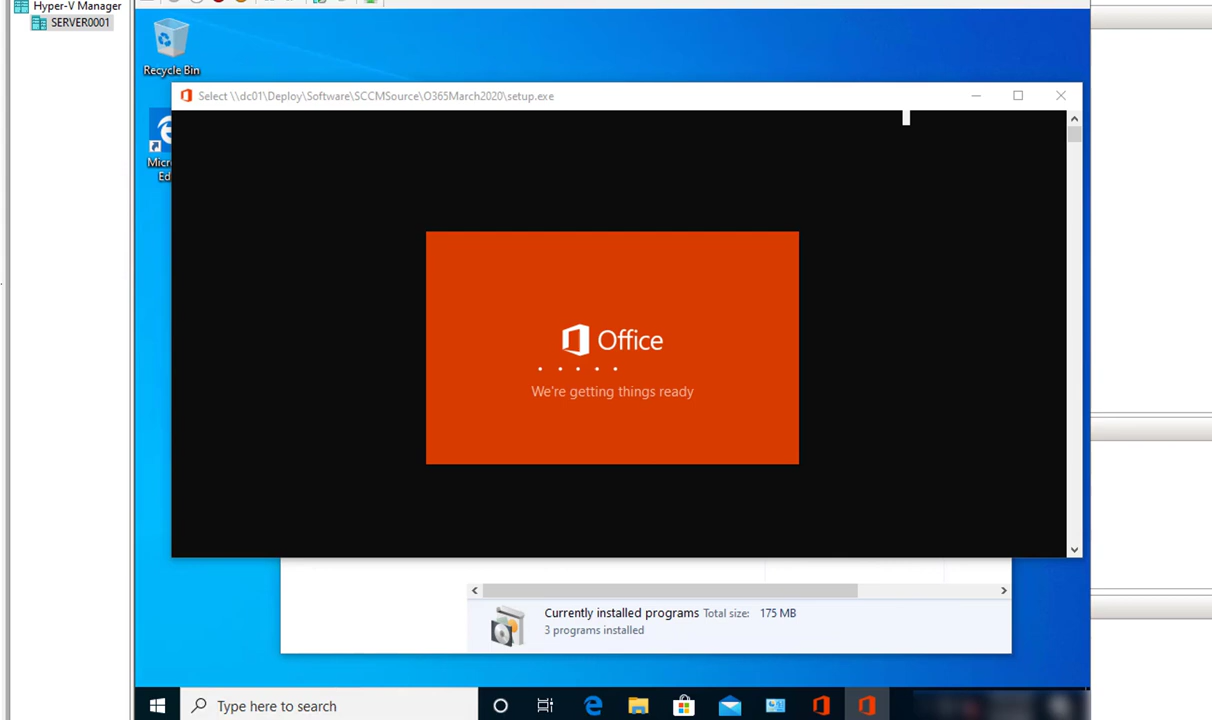 Hyper-V Manager
SERVER0001
Recycle Bin
Select \\dc01\Deploy\Software\SCCMSource\O365March2020\setup.exe
Office
We're getting things ready
Currently installed programs Total size: 175 MB
3 programs installed
Type here to search